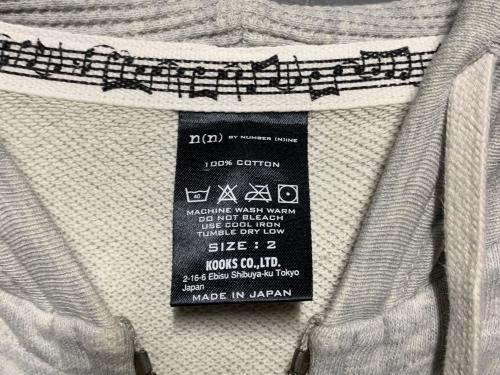 n(n) BY NUMBER (N)INE
100% COTTON
40
MACHINE WASH WARM
DO NOT BLEACH
USE COOL IRON
TUMBLE DRY LOW
SIZE : 2
KOOKS CO.,LTD.
2-16-6 Ebisu Shibuya-ku Tokyo
Japan
MADE IN JAPAN